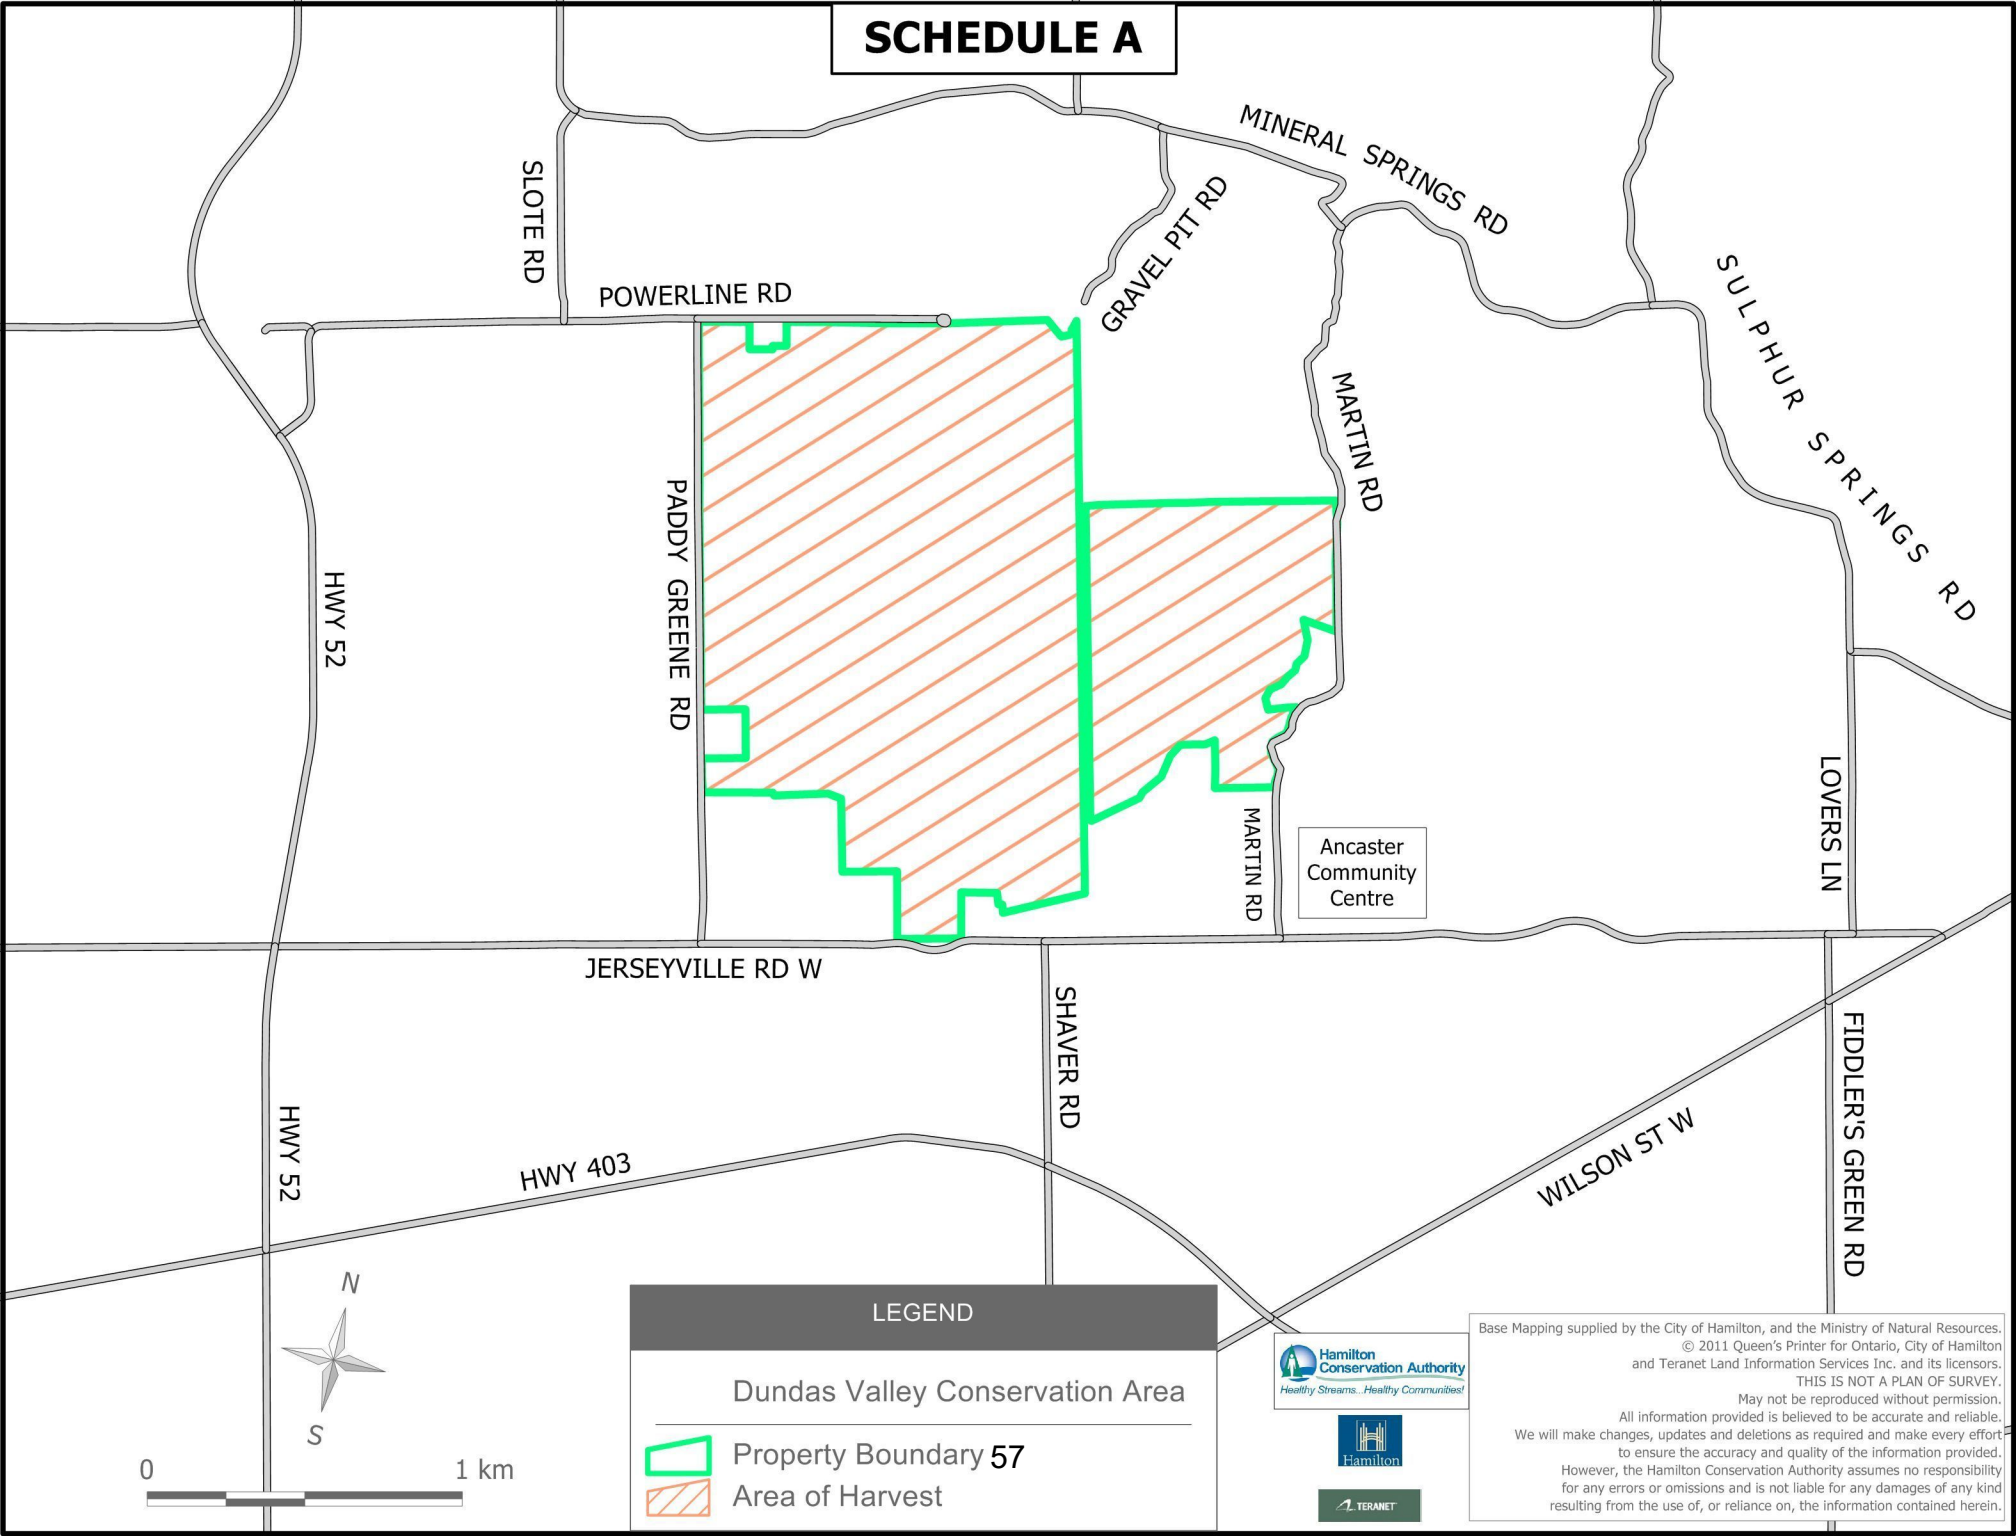 SCHEDULE A
MINERAL SPRINGS RD
SLOTE RD
GRAVEL PIT RD
POWERLINE RD
SULPHUR SPRINGS RD
MARTIN RD
PADDY GREENE RD
HWY 52
LOVERS LN
MARTIN RD
Ancaster
Community
Centre
JERSEYVILLE RD W
SHAVER RD
FIDDLER'S GREEN RD
HWY 52
HWY 403
WILSON ST W
N
S
0 1 km
LEGEND
Dundas Valley Conservation Area
Property Boundary 57
Area of Harvest
Hamilton
Conservation Authority
Healthy Streams...Healthy Communities!
Hamilton
TERANET
Base Mapping supplied by the City of Hamilton, and the Ministry of Natural Resources.
© 2011 Queen's Printer for Ontario, City of Hamilton
and Teranet Land Information Services Inc. and its licensors.
THIS IS NOT A PLAN OF SURVEY.
May not be reproduced without permission.
All information provided is believed to be accurate and reliable.
We will make changes, updates and deletions as required and make every effort
to ensure the accuracy and quality of the information provided.
However, the Hamilton Conservation Authority assumes no responsibility
for any errors or omissions and is not liable for any damages of any kind
resulting from the use of, or reliance on, the information contained herein.